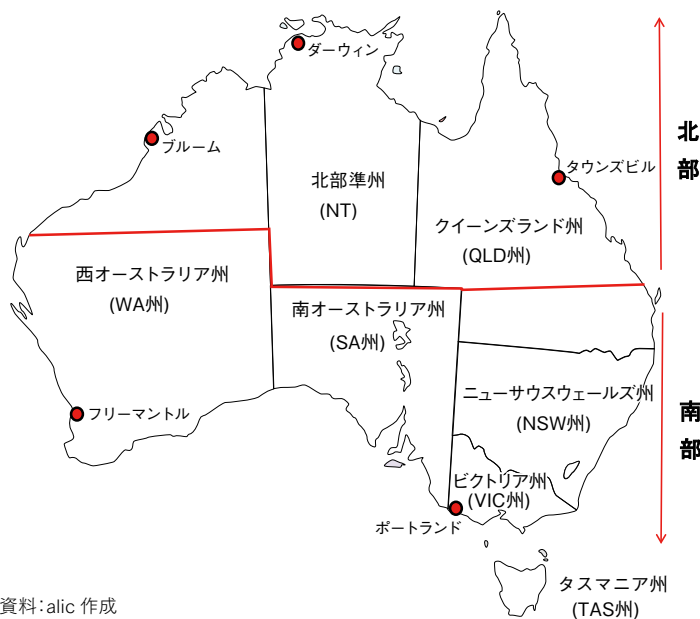 ダーウィン
ブルーム
北部
北部準州
(NT)
タウンズビル
クイーンズランド州
(QLD州)
西オーストラリア州
(WA州)
南オーストラリア州
(SA州)
ニューサウスウェールズ州
(NSW州)
フリーマントル
南部
ビクトリア州
(VIC州)
ポートランド
タスマニア州
(TAS州)
資料:alic 作成